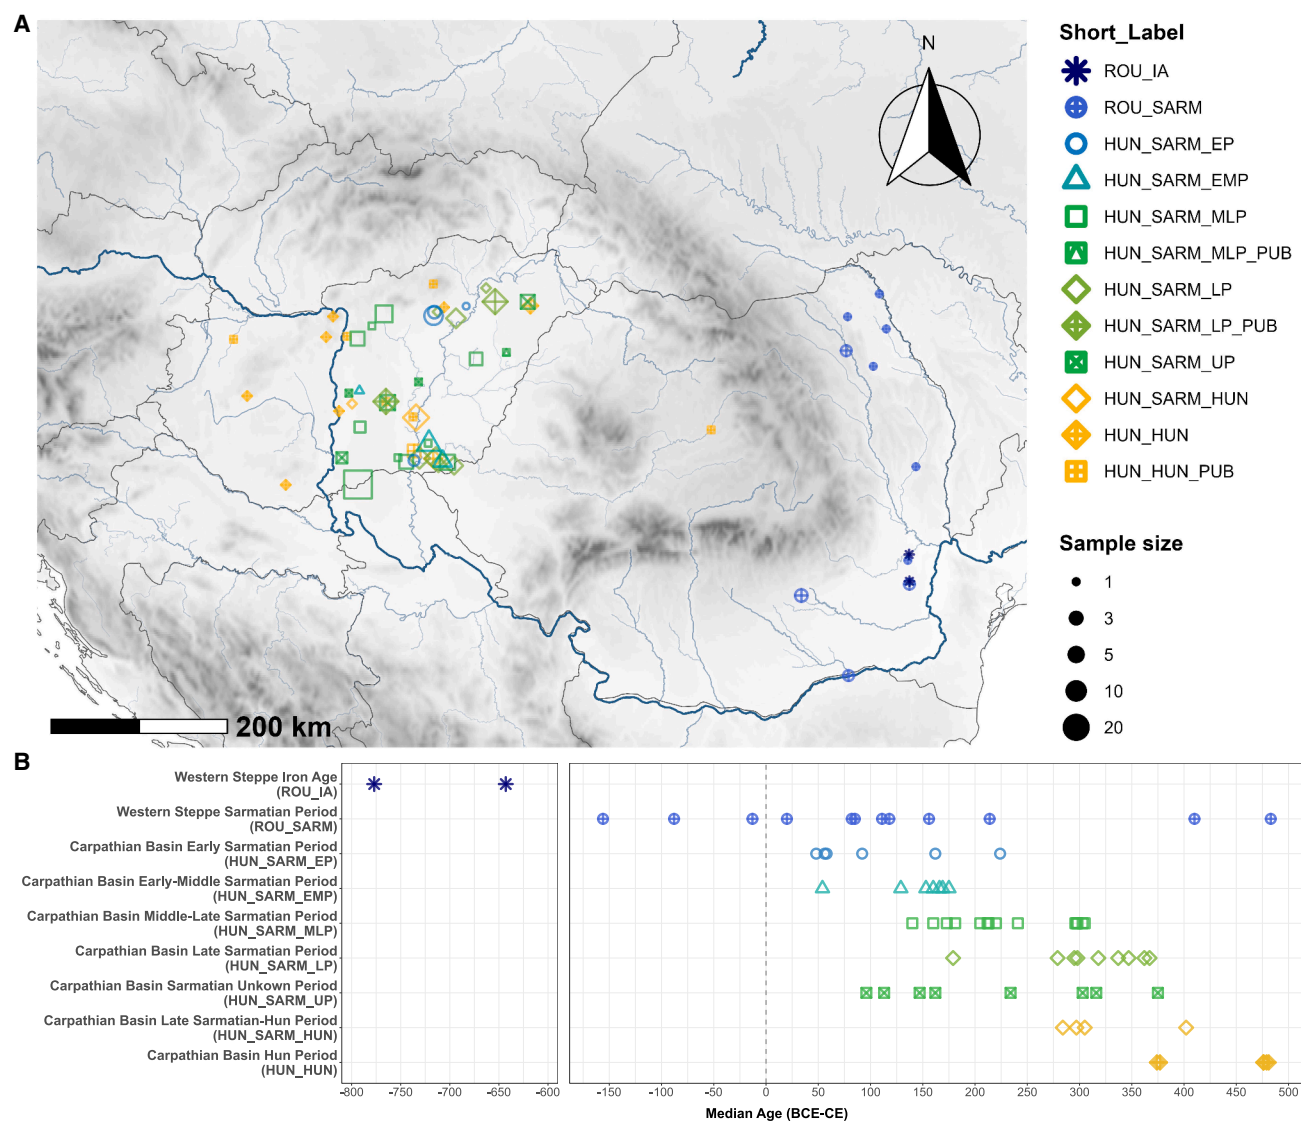 A
N
Short_Label
ROU_IA
ROU_SARM
HUN_SARM_EP
HUN_SARM_EMP
HUN_SARM_MLP
HUN_SARM_MLP_PUB
HUN_SARM_LP
HUN_SARM_LP_PUB
HUN_SARM_UP
HUN_SARM_HUN
HUN_HUN
HUN_HUN_PUB
Sample size
1
3
5
10
20
200 km
B
Western Steppe Iron Age
(ROU_IA)
Western Steppe Sarmatian Period
(ROU_SARM)
Carpathian Basin Early Sarmatian Period
(HUN_SARM_EP)
Carpathian Basin Early-Middle Sarmatian Period
(HUN_SARM_EMP)
Carpathian Basin Middle-Late Sarmatian Period
(HUN_SARM_MLP)
Carpathian Basin Late Sarmatian Period
(HUN_SARM_LP)
Carpathian Basin Sarmatian Unkown Period
(HUN_SARM_UP)
Carpathian Basin Late Sarmatian-Hun Period
(HUN_SARM_HUN)
Carpathian Basin Hun Period
(HUN_HUN)
-800 -750 -700 -650 -600 -150 -100 -50 0 50 100 150 200 250 300 350 400 450 500
Median Age (BCE-CE)